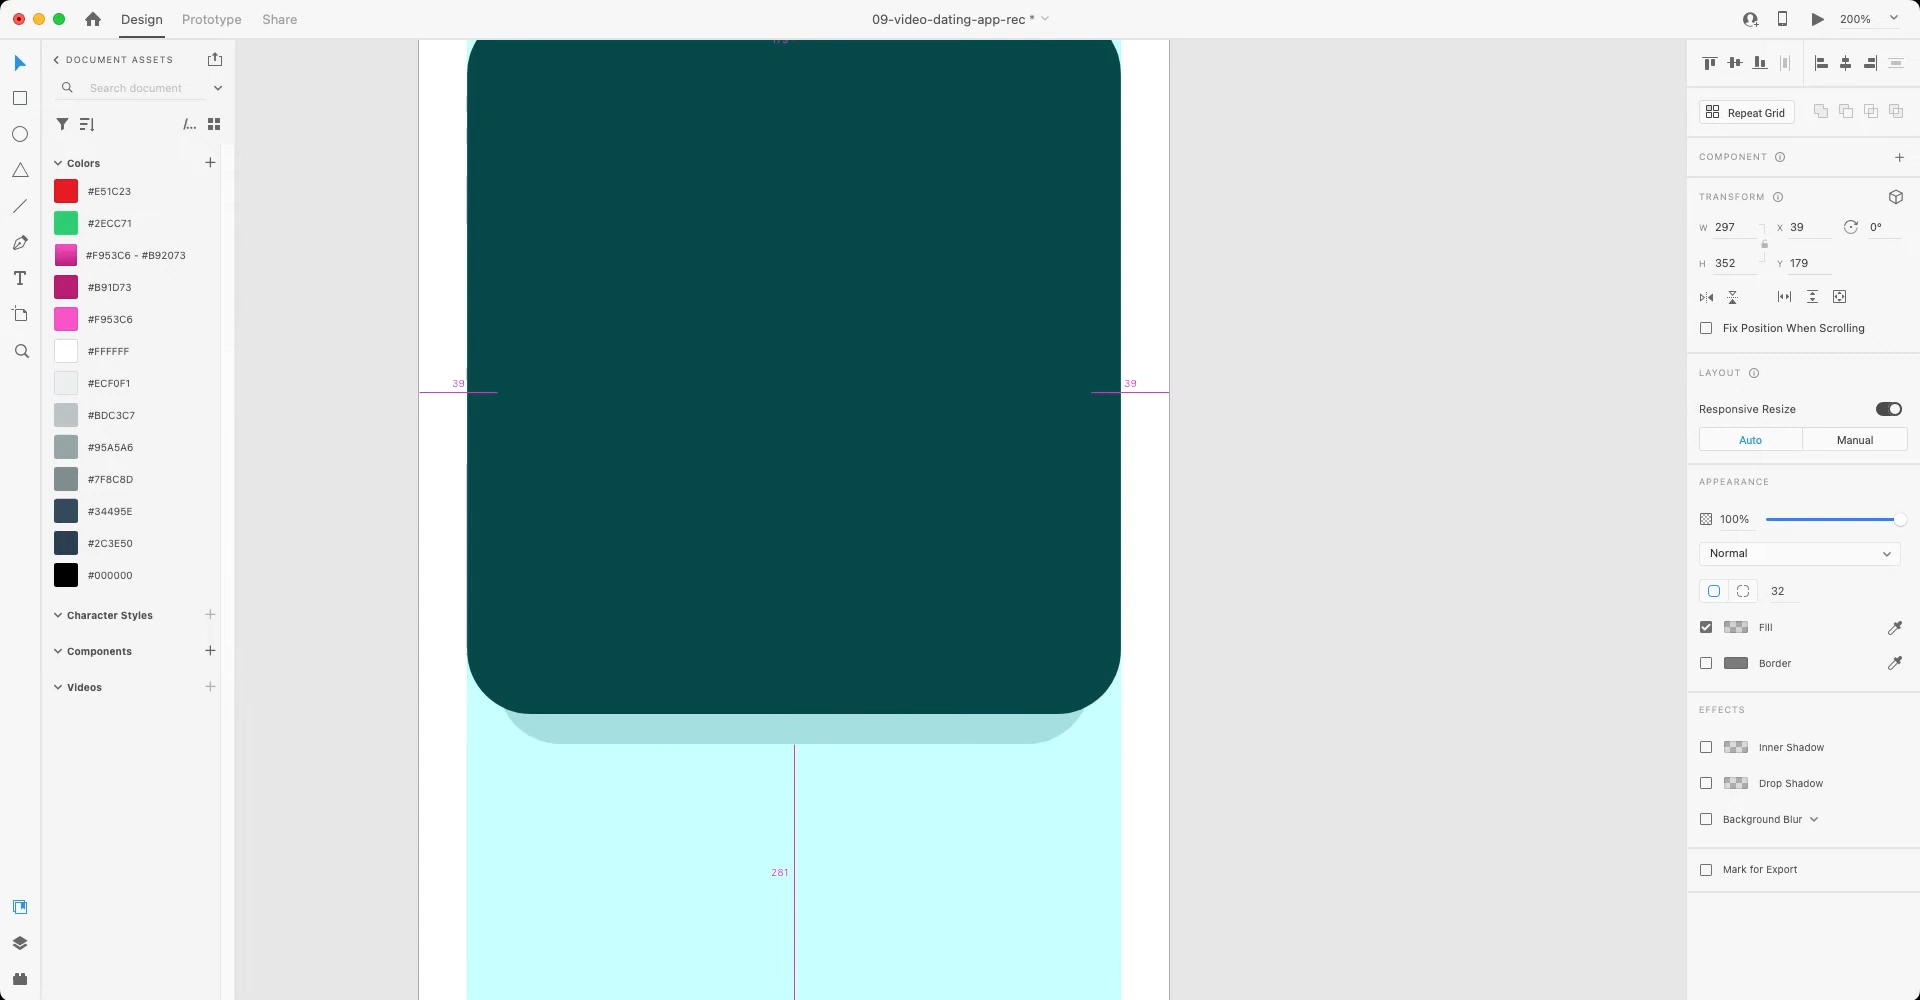 Design
Prototype
Share
09-video-dating-app-rec *
200%
DOCUMENT ASSETS
Search document
/...
Colors
#E51C23
#2ECC71
#F953C6 - #B92073
#B91D73
#F953C6
#FFFFFF
#ECF0F1
#BDC3C7
#95A5A6
#7F8C8D
#34495E
#2C3E50
#000000
Character Styles
Components
Videos
39
39
281
Repeat Grid
COMPONENT
TRANSFORM
W 297 X 39 0°
H 352 Y 179
Fix Position When Scrolling
LAYOUT
Responsive Resize
Auto Manual
APPEARANCE
100%
Normal
32
Fill
Border
EFFECTS
Inner Shadow
Drop Shadow
Background Blur
Mark for Export